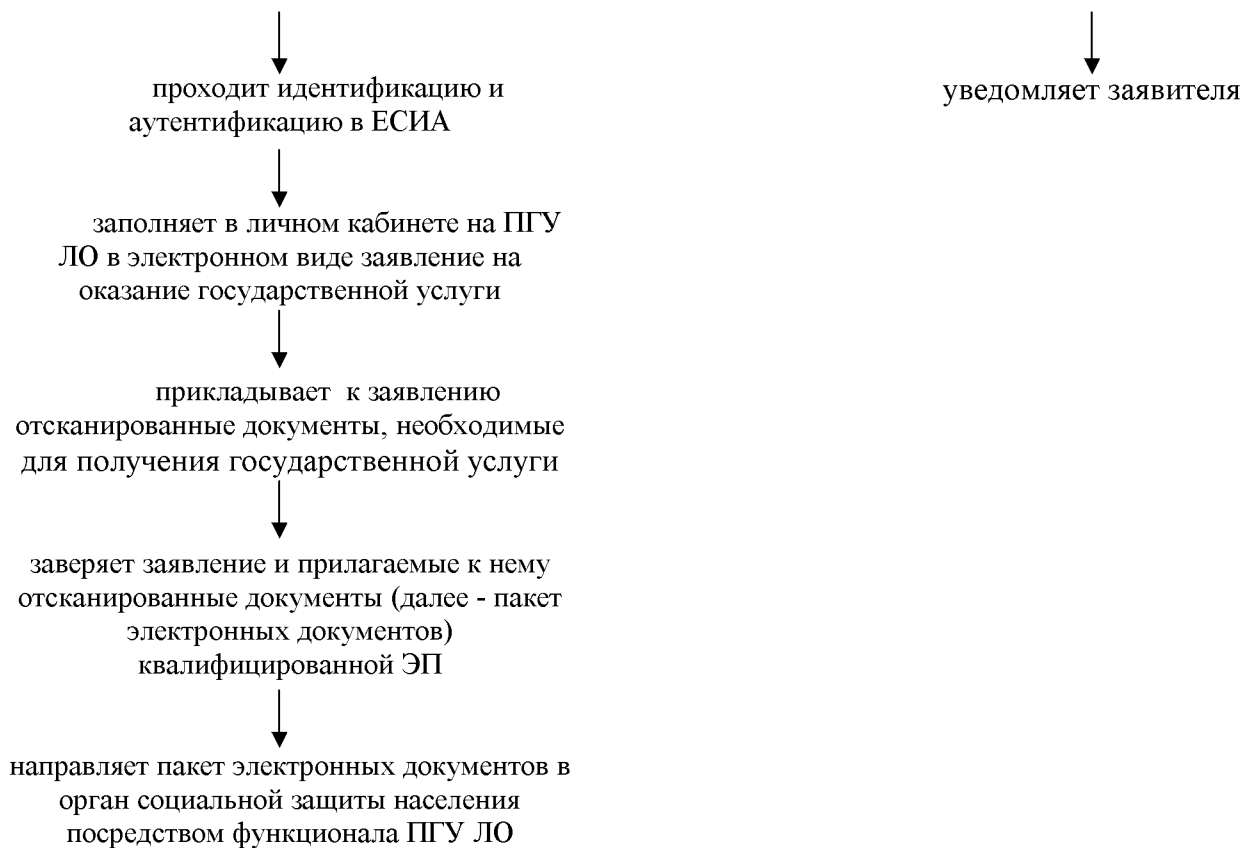 проходит идентификацию и
аутентификацию в ЕСИА
заполняет в личном кабинете на ПГУ
ЛО в электронном виде заявление на
оказание государственной услуги
прикладывает к заявлению
отсканированные документы, необходимые
для получения государственной услуги
заверяет заявление и прилагаемые к нему
отсканированные документы (далее - пакет
электронных документов)
квалифицированной ЭП
направляет пакет электронных документов в
орган социальной защиты населения
посредством функционала ПГУ ЛО
уведомляет заявителя